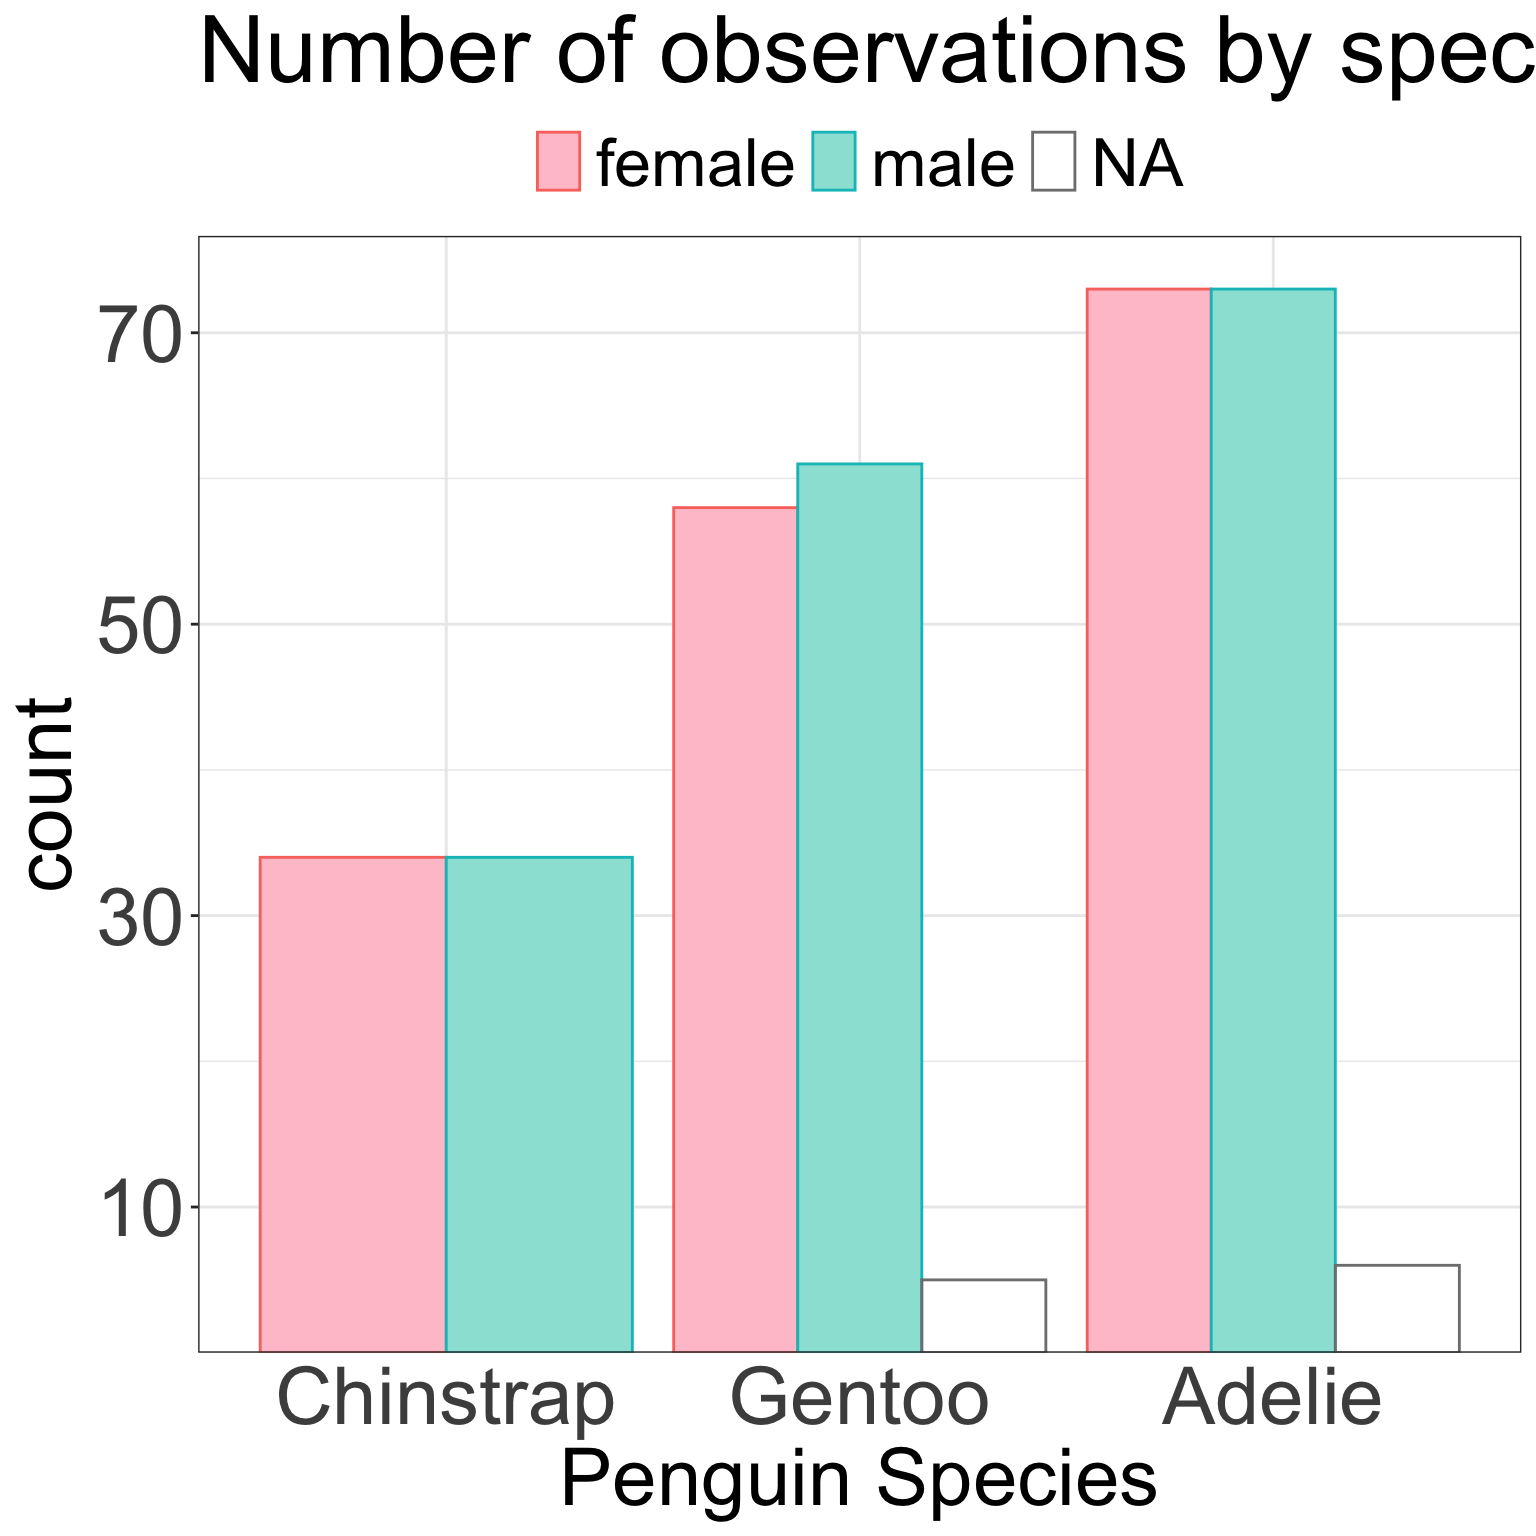 Number of observations by spec
female male NA
70
50
30
10
count
Chinstrap Gentoo Adelie
Penguin Species